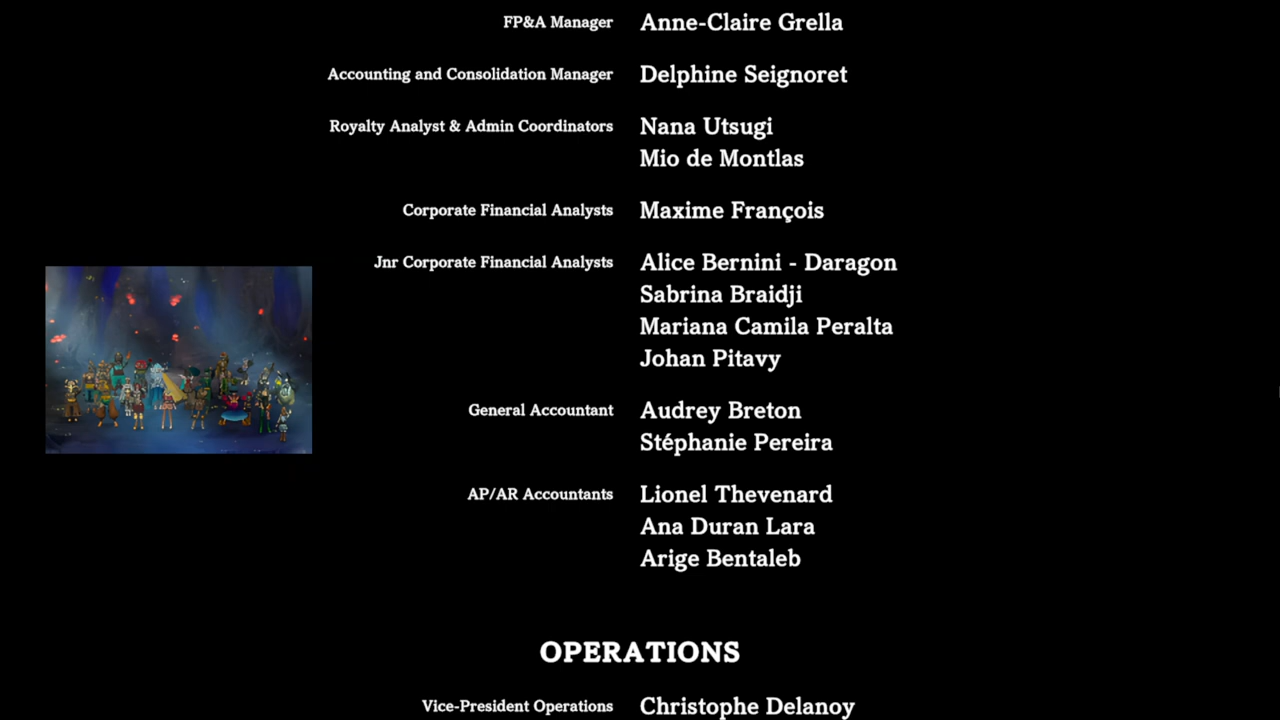 FP&A Manager Anne-Claire Grella
Accounting and Consolidation Manager Delphine Seignoret
Royalty Analyst & Admin Coordinators Nana Utsugi
Mio de Montlas
Corporate Financial Analysts Maxime François
Jnr Corporate Financial Analysts Alice Bernini - Daragon
Sabrina Braidji
Mariana Camila Peralta
Johan Pitavy
General Accountant Audrey Breton
Stéphanie Pereira
AP/AR Accountants Lionel Thevenard
Ana Duran Lara
Arige Bentaleb
OPERATIONS
Vice-President Operations Christophe Delanoy